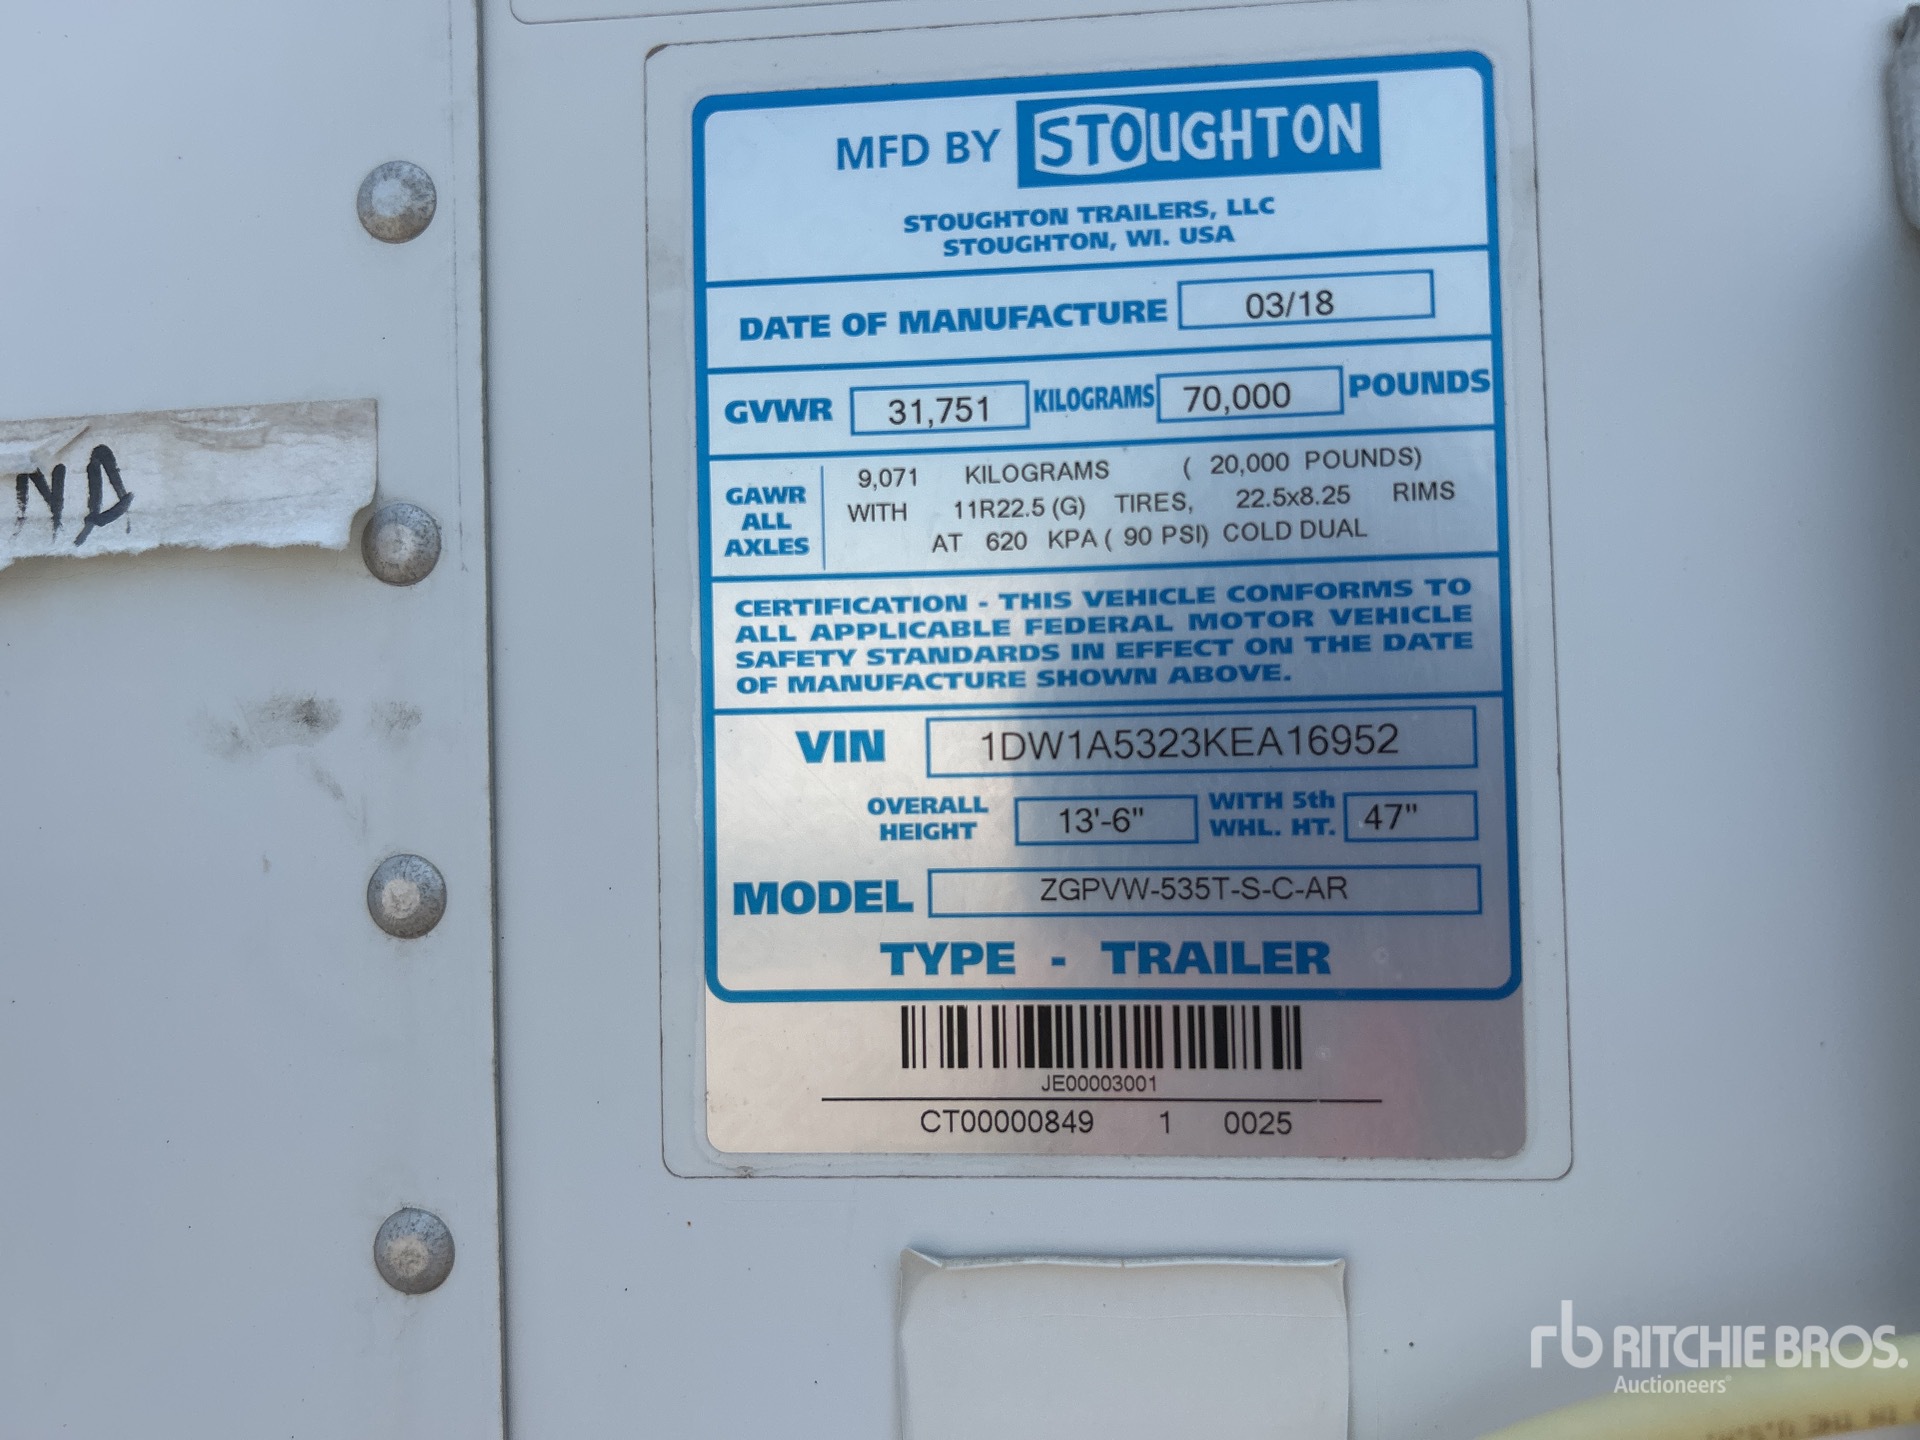 MFD BY STOUGHTON
STOUGHTON TRAILERS, LLC
STOUGHTON, WI. USA
DATE OF MANUFACTURE 03/18
GVWR 31,751 KILOGRAMS 70,000 POUNDS
GAWR ALL AXLES
9,071 KILOGRAMS ( 20,000 POUNDS)
WITH 11R22.5 (G) TIRES, 22.5x8.25 RIMS
AT 620 KPA ( 90 PSI) COLD DUAL
CERTIFICATION - THIS VEHICLE CONFORMS TO
ALL APPLICABLE FEDERAL MOTOR VEHICLE
SAFETY STANDARDS IN EFFECT ON THE DATE
OF MANUFACTURE SHOWN ABOVE.
VIN 1DW1A5323KEA16952
OVERALL HEIGHT 13'-6" WITH 5th WHL. HT. 47"
MODEL ZGPVW-535T-S-C-AR
TYPE - TRAILER
JE00003001
CT00000849 1 0025
rb RITCHIE BROS.
Auctioneers